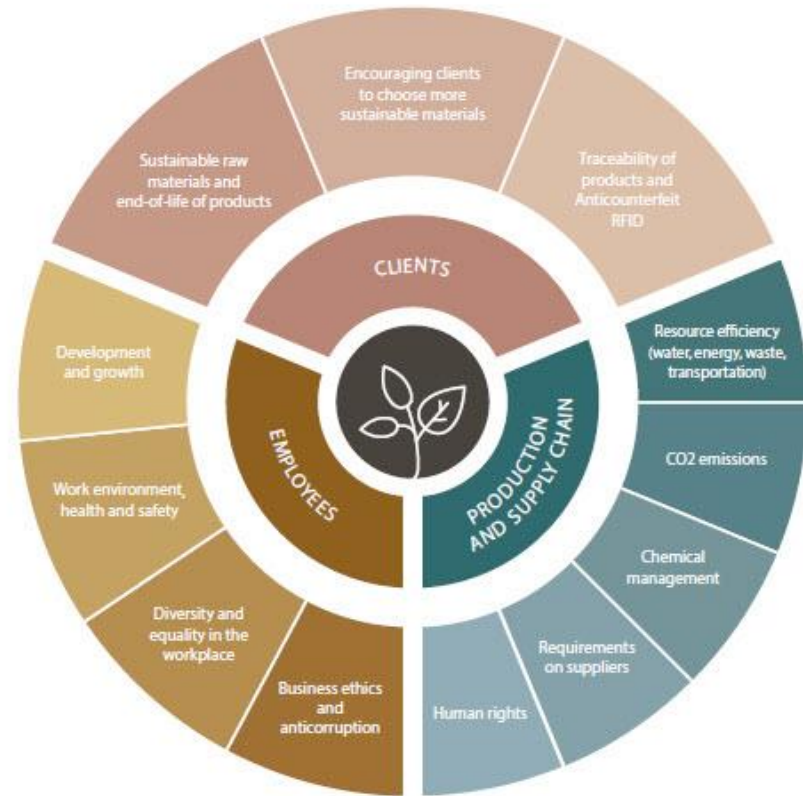 Encouraging clients
to choose more
sustainable materials
Sustainable raw
materials and
end-of-life of products
Traceability of
products and
Anticounterfeit
RFID
CLIENTS
Development
and growth
Resource efficiency
(water, energy, waste,
transportation)
EMPLOYEES
PRODUCTION
AND SUPPLY CHAIN
Work environment,
health and safety
CO2 emissions
Chemical
management
Diversity and
equality in the
workplace
Requirements
on suppliers
Business ethics
and
anticorruption
Human rights